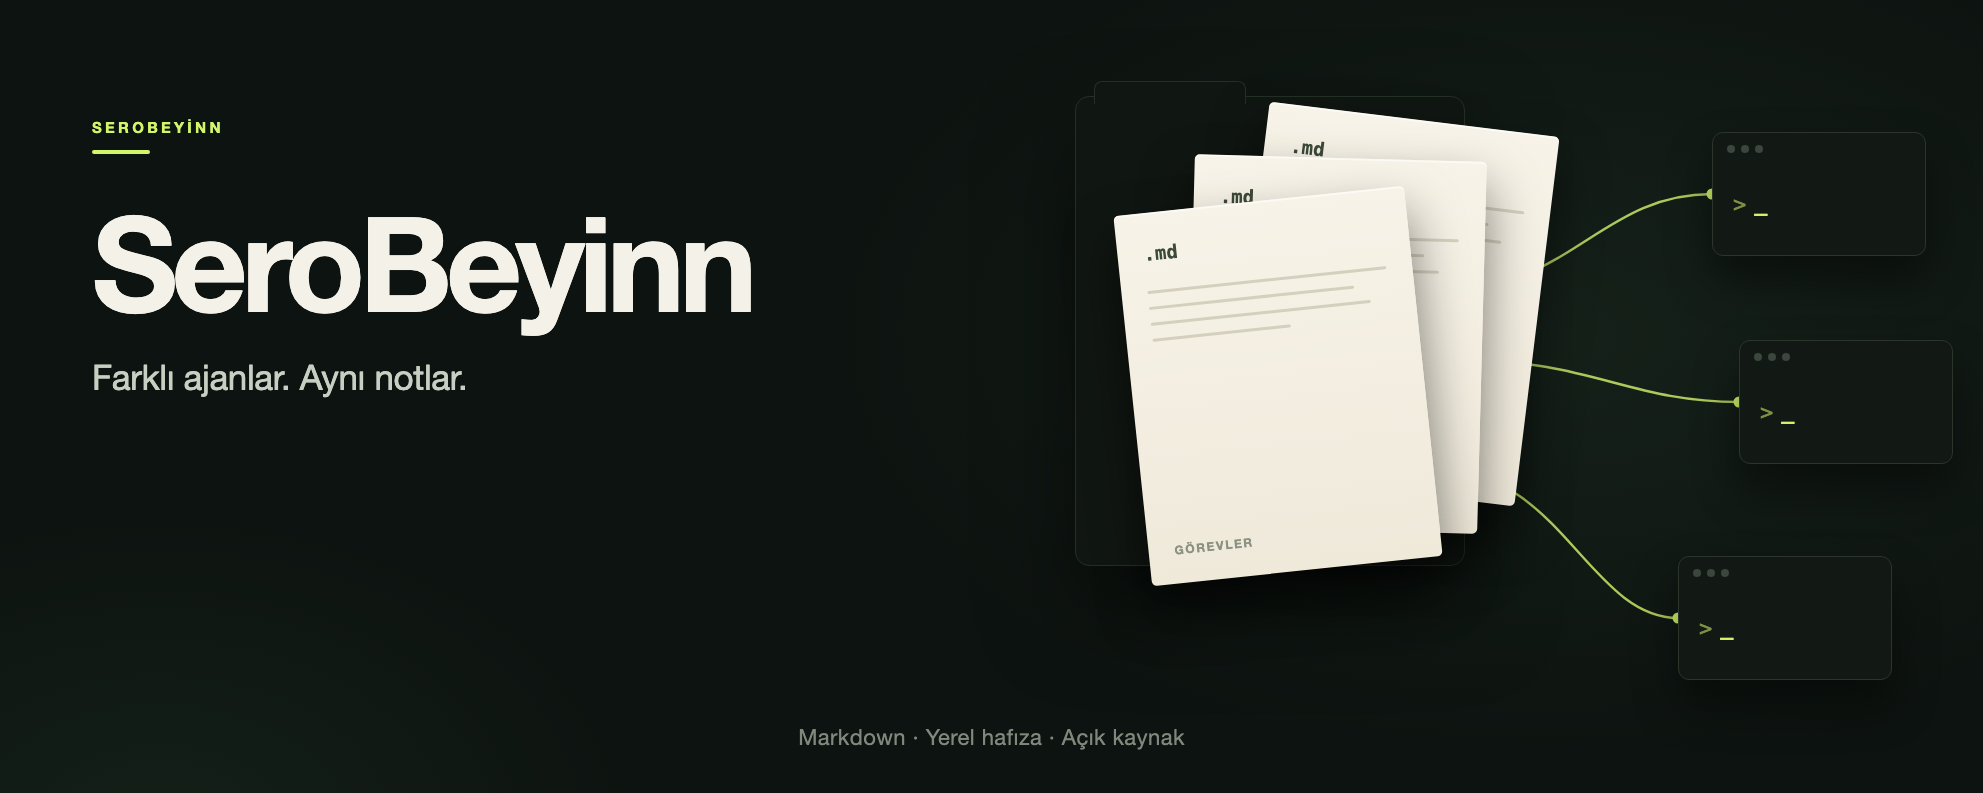 SEROBEYİNN
SeroBeyinn
Farklı ajanlar. Aynı notlar.
.md
.md
.md
GÖREVLER
>_
>_
>_
Markdown · Yerel hafıza · Açık kaynak